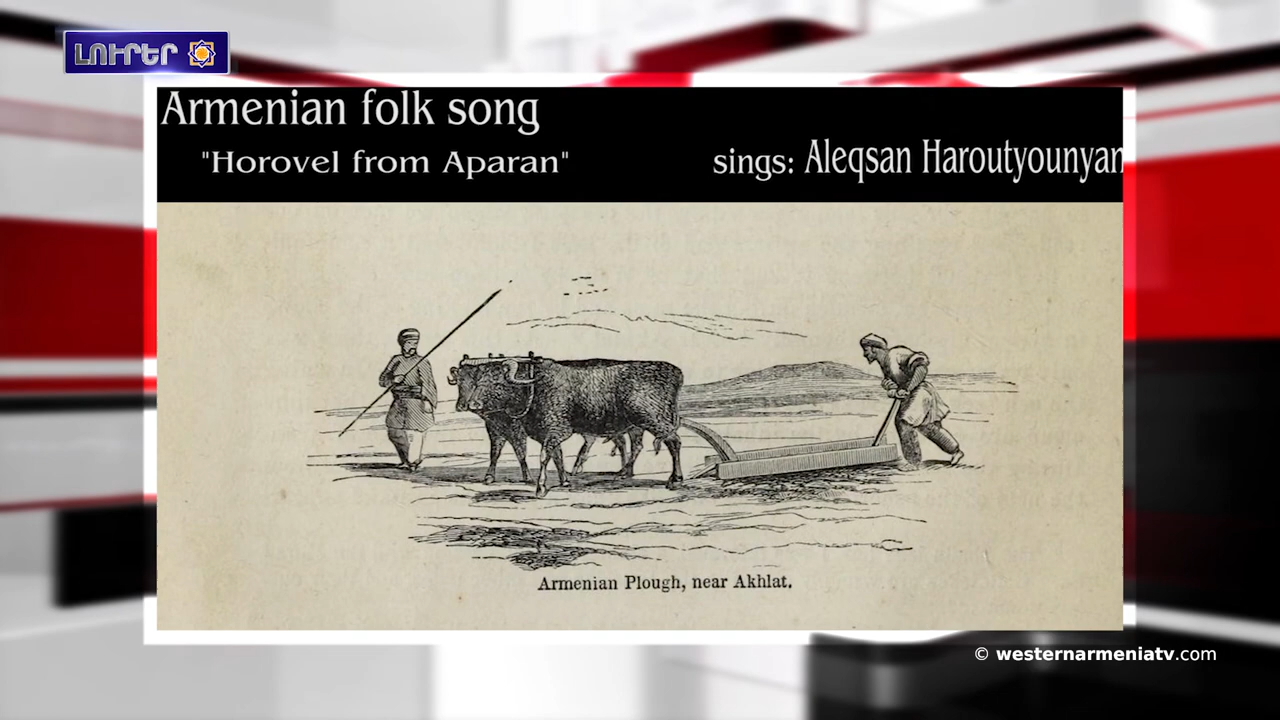 ԼՈՒՐԵՐ
Armenian folk song
"Horovel from Aparan"
sings: Aleqsan Haroutyounyan
Armenian Plough, near Akhlat.
© westernarmeniatv.com